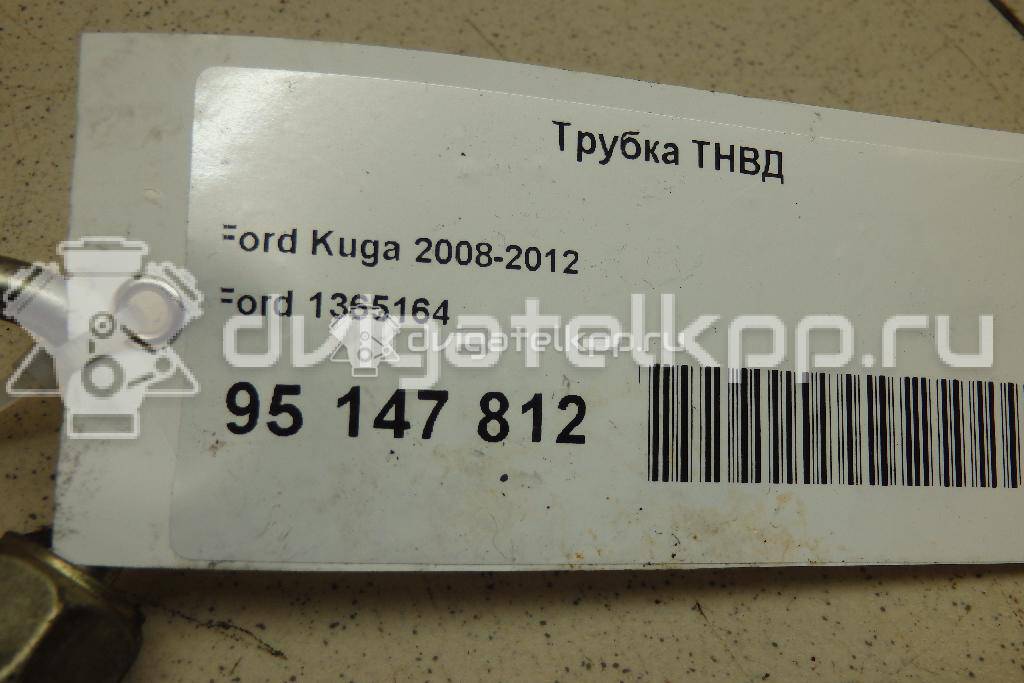 Трубка ТНВД
Ford Kuga 2008-2012
Ford 1365164
dvigatelkpp.ru
dvigatelkpp.ru
95 147 812